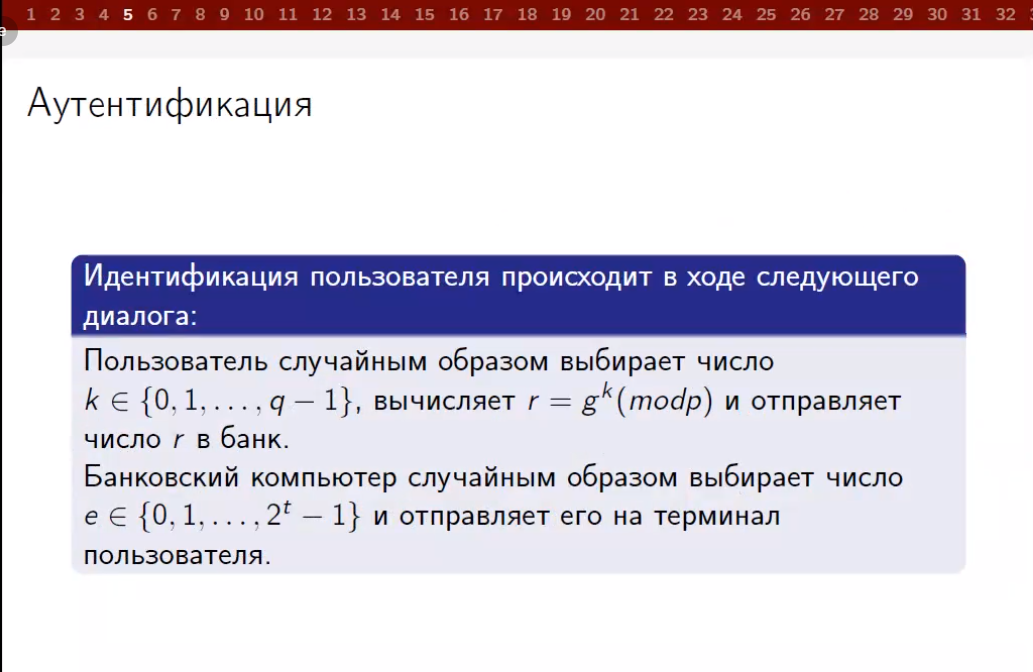 1 2 3 4 5 6 7 8 9 10 11 12 13 14 15 16 17 18 19 20 21 22 23 24 25 26 27 28 29 30 31 32
Аутентификация
Идентификация пользователя происходит в ходе следующего
диалога:
Пользователь случайным образом выбирает число
k ∈ {0, 1, . . . , q − 1}, вычисляет r = g^k(modp) и отправляет
число r в банк.
Банковский компьютер случайным образом выбирает число
e ∈ {0, 1, . . . , 2^t − 1} и отправляет его на терминал
пользователя.